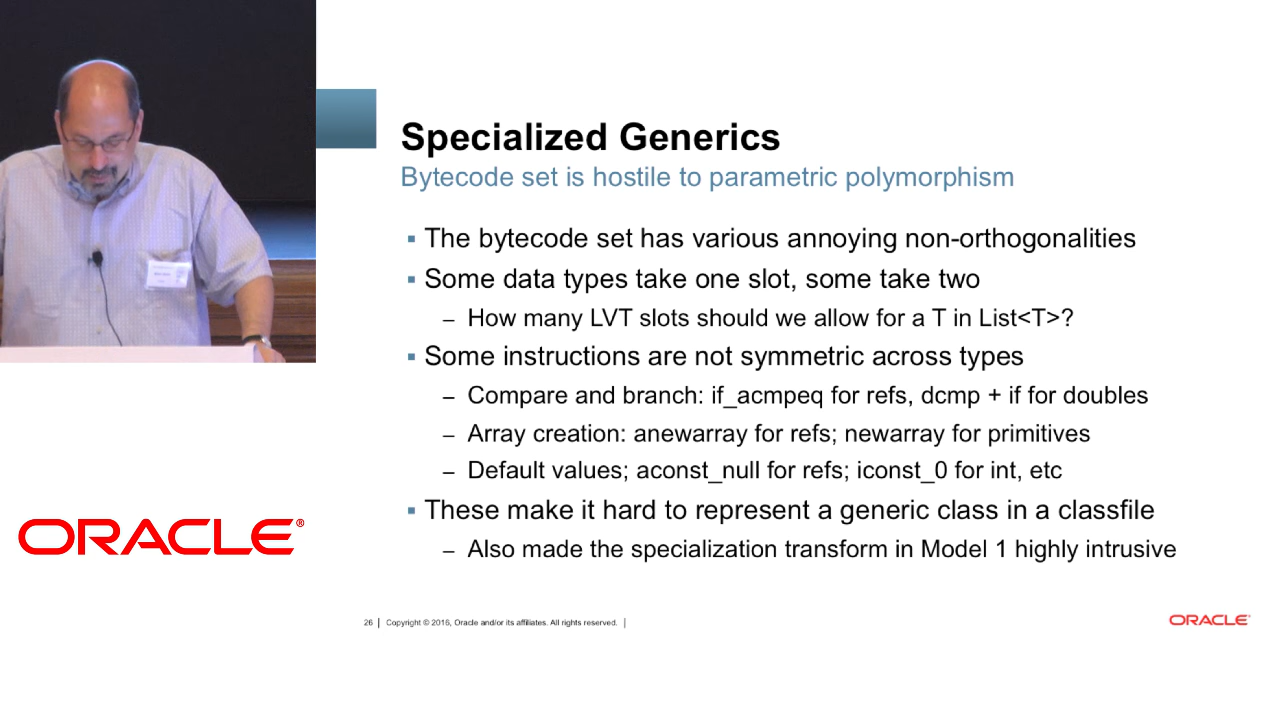 Specialized Generics
Bytecode set is hostile to parametric polymorphism
▪ The bytecode set has various annoying non-orthogonalities
▪ Some data types take one slot, some take two
– How many LVT slots should we allow for a T in List<T>?
▪ Some instructions are not symmetric across types
– Compare and branch: if_acmpeq for refs, dcmp + if for doubles
– Array creation: anewarray for refs; newarray for primitives
– Default values; aconst_null for refs; iconst_0 for int, etc
▪ These make it hard to represent a generic class in a classfile
– Also made the specialization transform in Model 1 highly intrusive
ORACLE®
26 | Copyright © 2016, Oracle and/or its affiliates. All rights reserved. |
ORACLE®